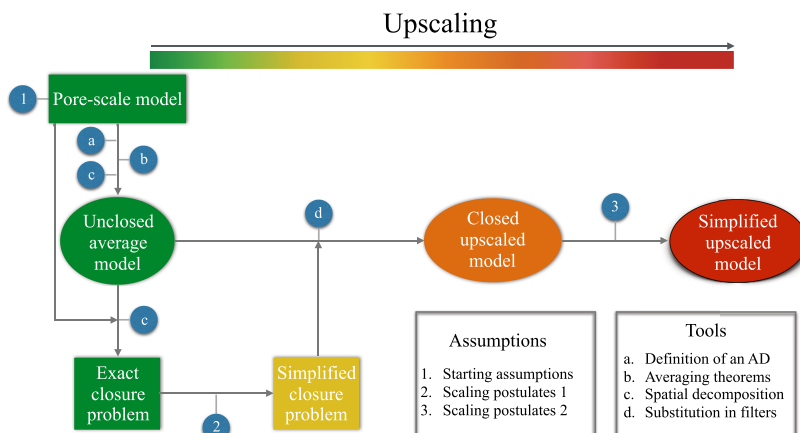 Upscaling
1
Pore-scale model
a
b
c
Unclosed
average
model
d
Closed
upscaled
model
3
Simplified
upscaled
model
c
Exact
closure
problem
2
Simplified
closure
problem
Assumptions
1. Starting assumptions
2. Scaling postulates 1
3. Scaling postulates 2
Tools
a. Definition of an AD
b. Averaging theorems
c. Spatial decomposition
d. Substitution in filters